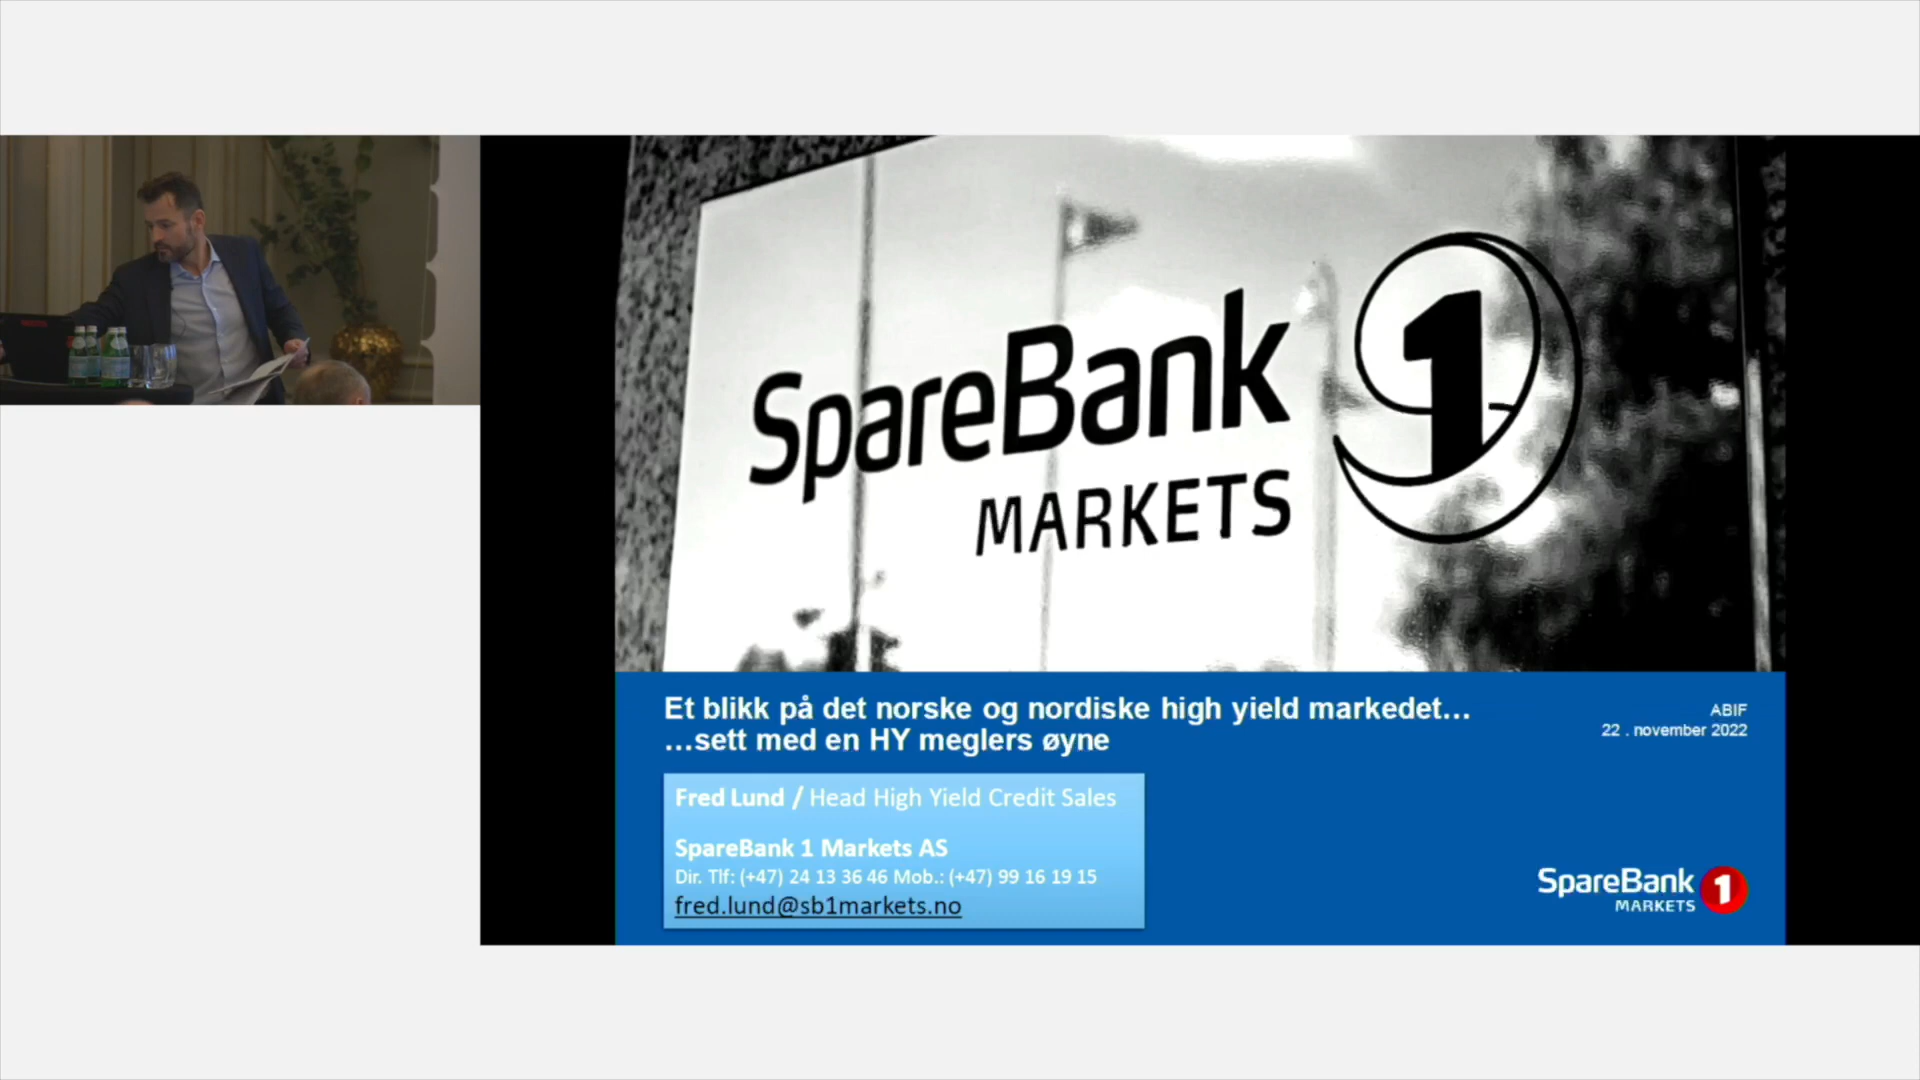 SpareBank 1
MARKETS
Et blikk på det norske og nordiske high yield markedet...
...sett med en HY meglers øyne
ABIF
22 . november 2022
Fred Lund / Head High Yield Credit Sales
SpareBank 1 Markets AS
Dir. Tlf: (+47) 24 13 36 46 Mob.: (+47) 99 16 19 15
fred.lund@sb1markets.no
SpareBank 1
MARKETS